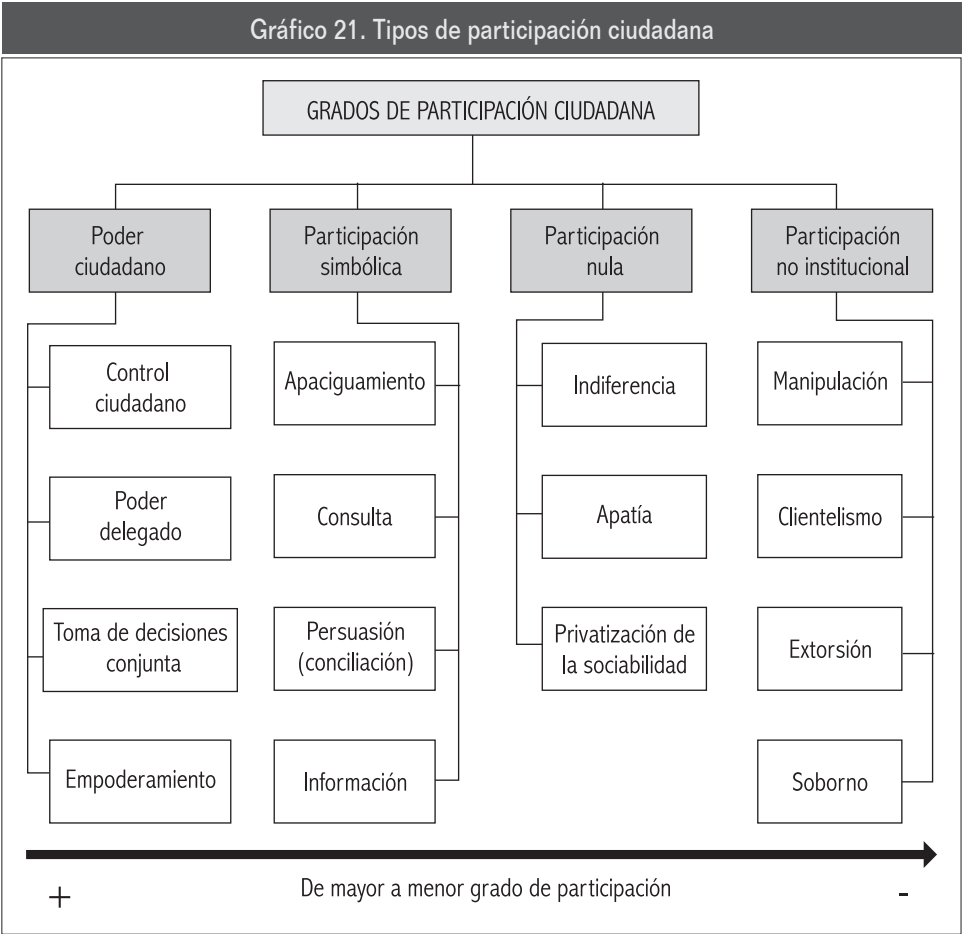 Gráfico 21. Tipos de participación ciudadana
GRADOS DE PARTICIPACIÓN CIUDADANA
Poder
ciudadano
Control
ciudadano
Poder
delegado
Toma de decisiones
conjunta
Empoderamiento
Participación
simbólica
Apaciguamiento
Consulta
Persuasión
(conciliación)
Información
Participación
nula
Indiferencia
Apatía
Privatización de
la sociabilidad
Participación
no institucional
Manipulación
Clientelismo
Extorsión
Soborno
+
De mayor a menor grado de participación
-